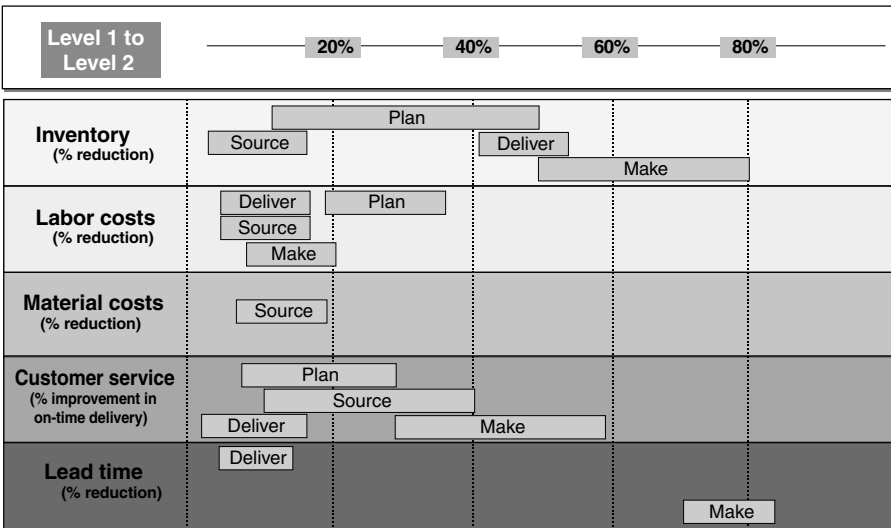 Level 1 to
Level 2
20% 40% 60% 80%
Inventory
(% reduction)
Plan
Source
Deliver
Make
Labor costs
(% reduction)
Deliver
Plan
Source
Make
Material costs
(% reduction)
Source
Customer service
(% improvement in
on-time delivery)
Plan
Source
Deliver
Make
Lead time
(% reduction)
Deliver
Make